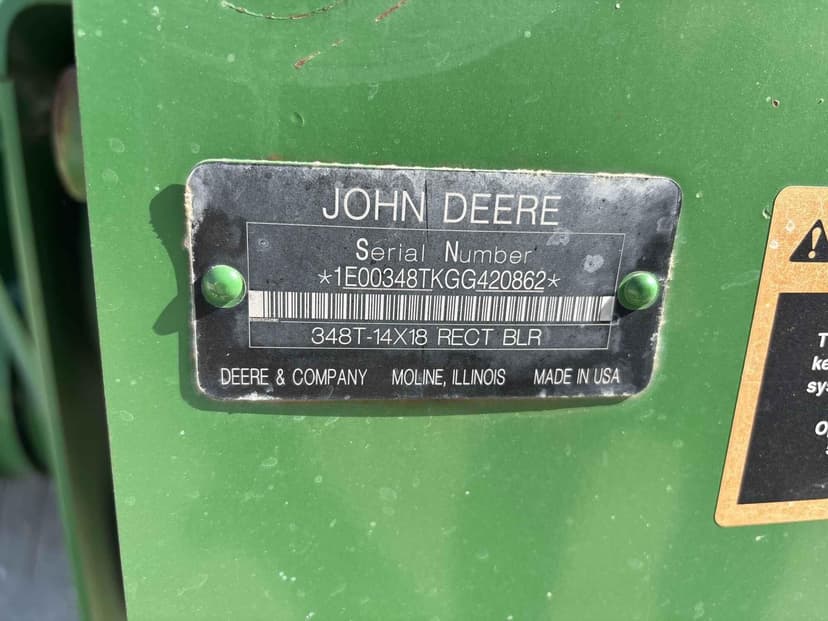 JOHN DEERE
Serial Number
*1E00348TKGG420862*
348T-14X18 RECT BLR
DEERE & COMPANY MOLINE, ILLINOIS MADE IN USA